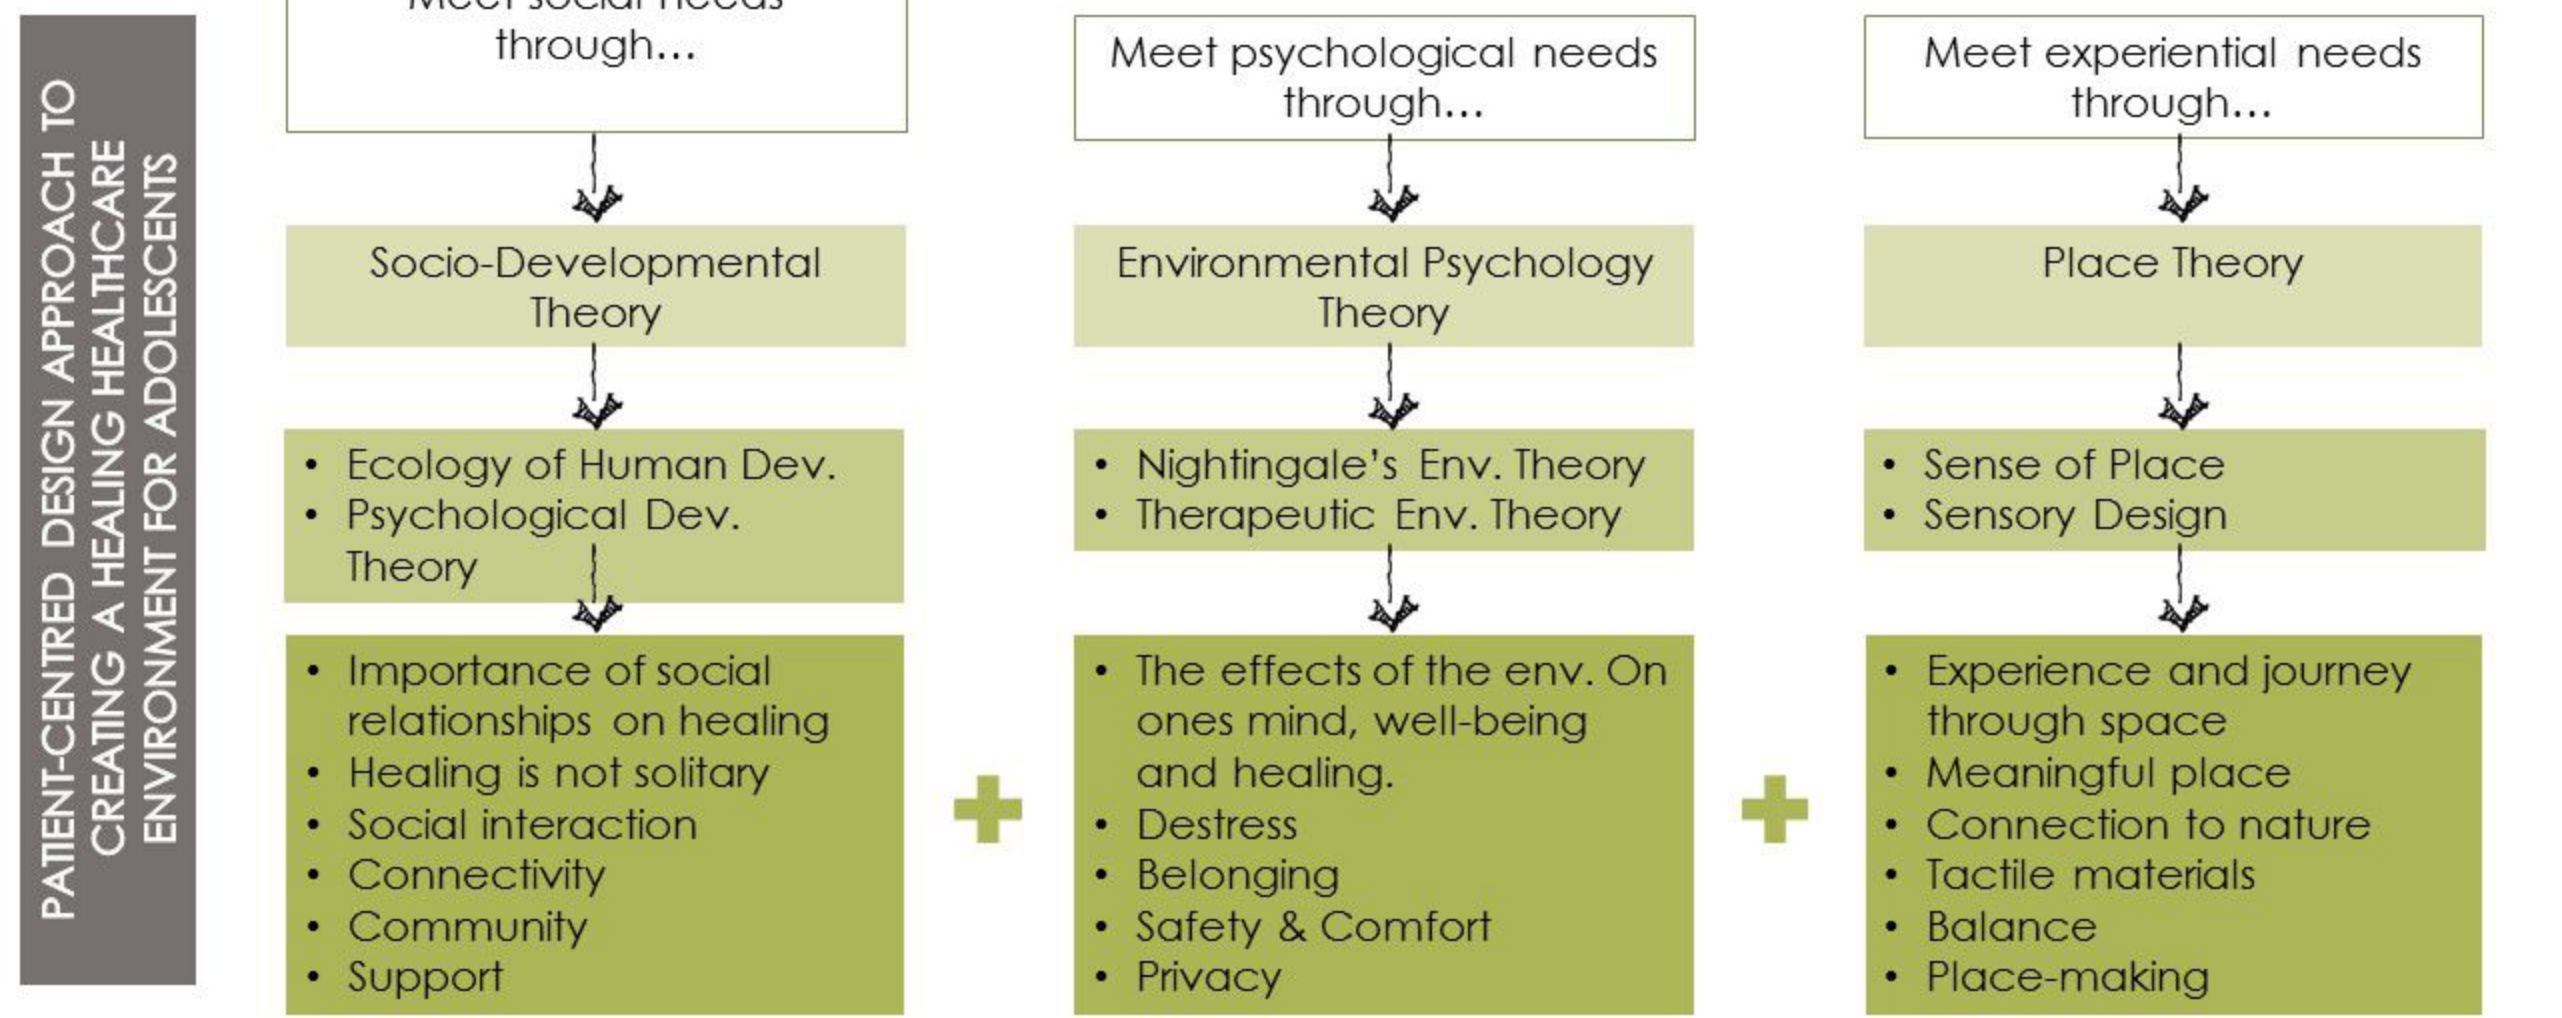 PATIENT-CENTRED DESIGN APPROACH TO
CREATING A HEALING HEALTHCARE
ENVIRONMENT FOR ADOLESCENTS
Meet social needs
through...
Socio-Developmental
Theory
• Ecology of Human Dev.
• Psychological Dev.
Theory
• Importance of social
relationships on healing
• Healing is not solitary
• Social interaction
• Connectivity
• Community
• Support
Meet psychological needs
through...
Environmental Psychology
Theory
• Nightingale's Env. Theory
• Therapeutic Env. Theory
• The effects of the env. On
ones mind, well-being
and healing.
• Destress
• Belonging
• Safety & Comfort
• Privacy
Meet experiential needs
through...
Place Theory
• Sense of Place
• Sensory Design
• Experience and journey
through space
• Meaningful place
• Connection to nature
• Tactile materials
• Balance
• Place-making